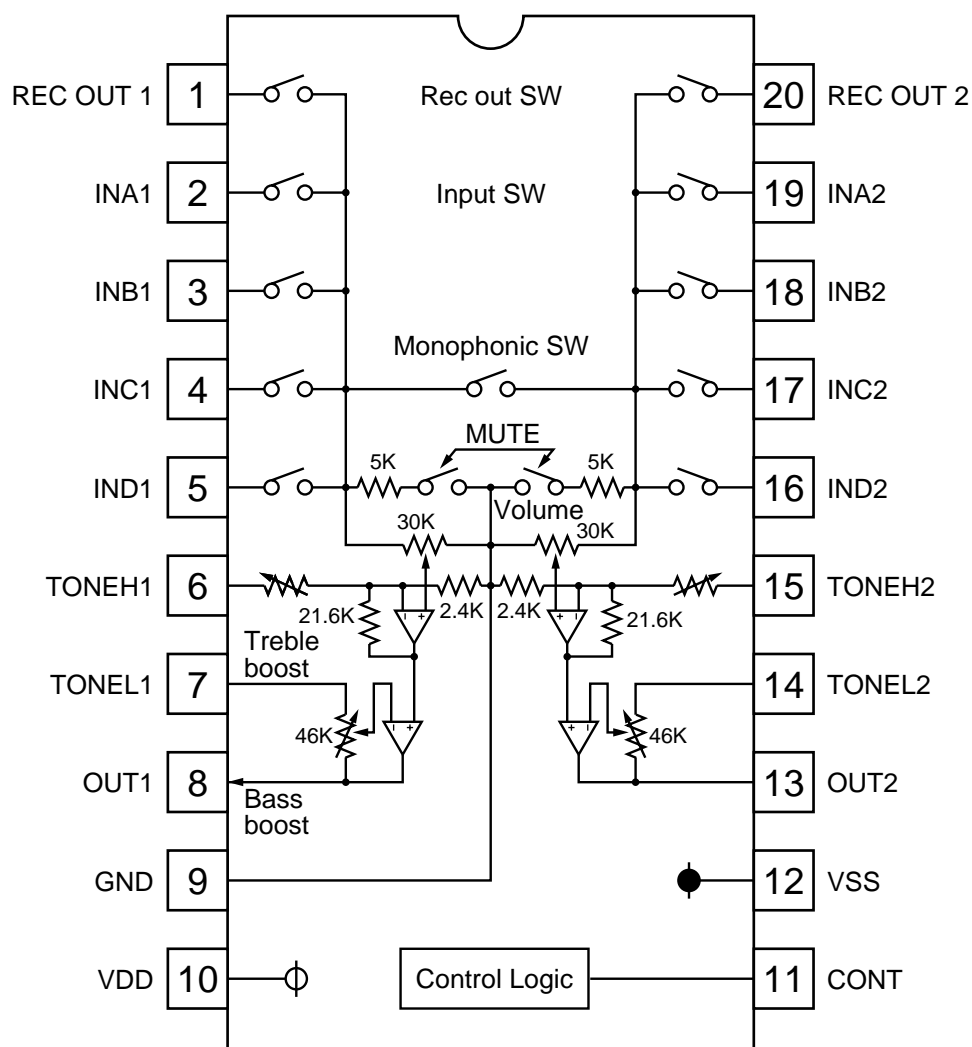 REC OUT 1 1 Rec out SW 20 REC OUT 2
INA1 2 Input SW 19 INA2
INB1 3 18 INB2
Monophonic SW
INC1 4 17 INC2
MUTE
5K 5K
IND1 5 16 IND2
Volume
30K 30K
TONEH1 6 15 TONEH2
− + + −
21.6K 2.4K 2.4K 21.6K
Treble
boost
TONEL1 7 14 TONEL2
− + + −
46K 46K
OUT1 8 13 OUT2
Bass
boost
GND 9 12 VSS
VDD 10 Control Logic 11 CONT